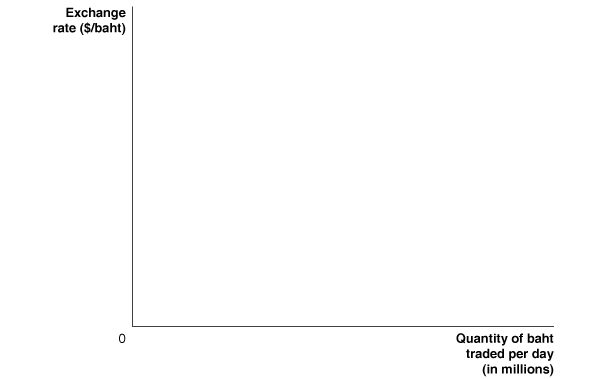 Exchange
rate ($/baht)
0
Quantity of baht
traded per day
(in millions)